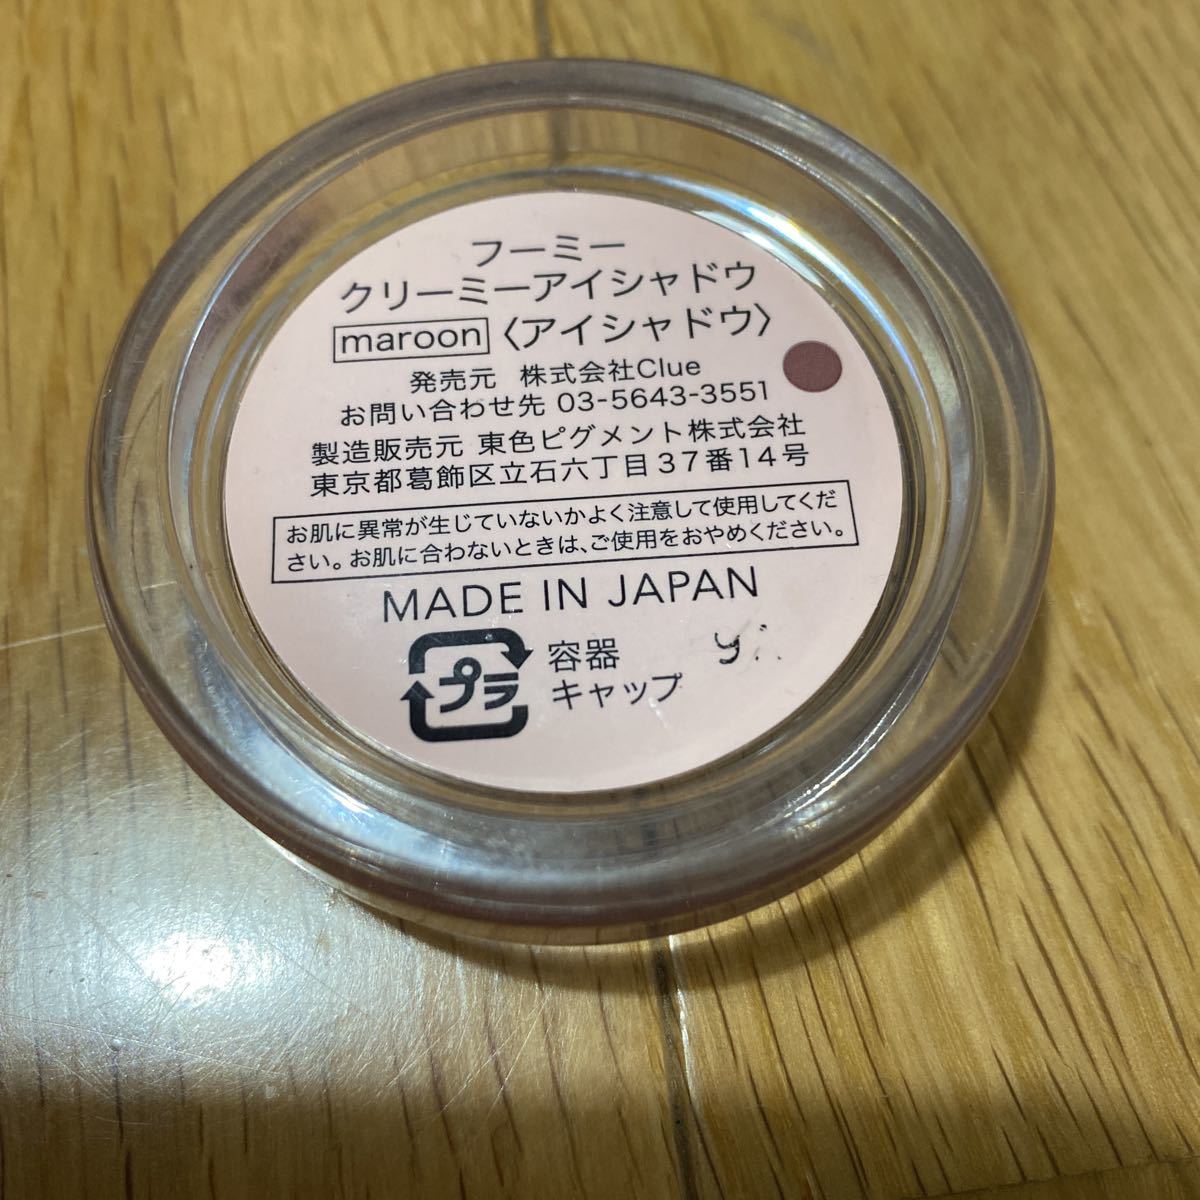 フーミー
クリーミーアイシャドウ
maroon 〈アイシャドウ〉
発売元 株式会社Clue
お問い合わせ先 03-5643-3551
製造販売元 東色ピグメント株式会社
東京都葛飾区立石六丁目37番14号
お肌に異常が生じていないかよく注意して使用してくだ
さい。お肌に合わないときは、ご使用をおやめください。
MADE IN JAPAN
プラ 容器
キャップ